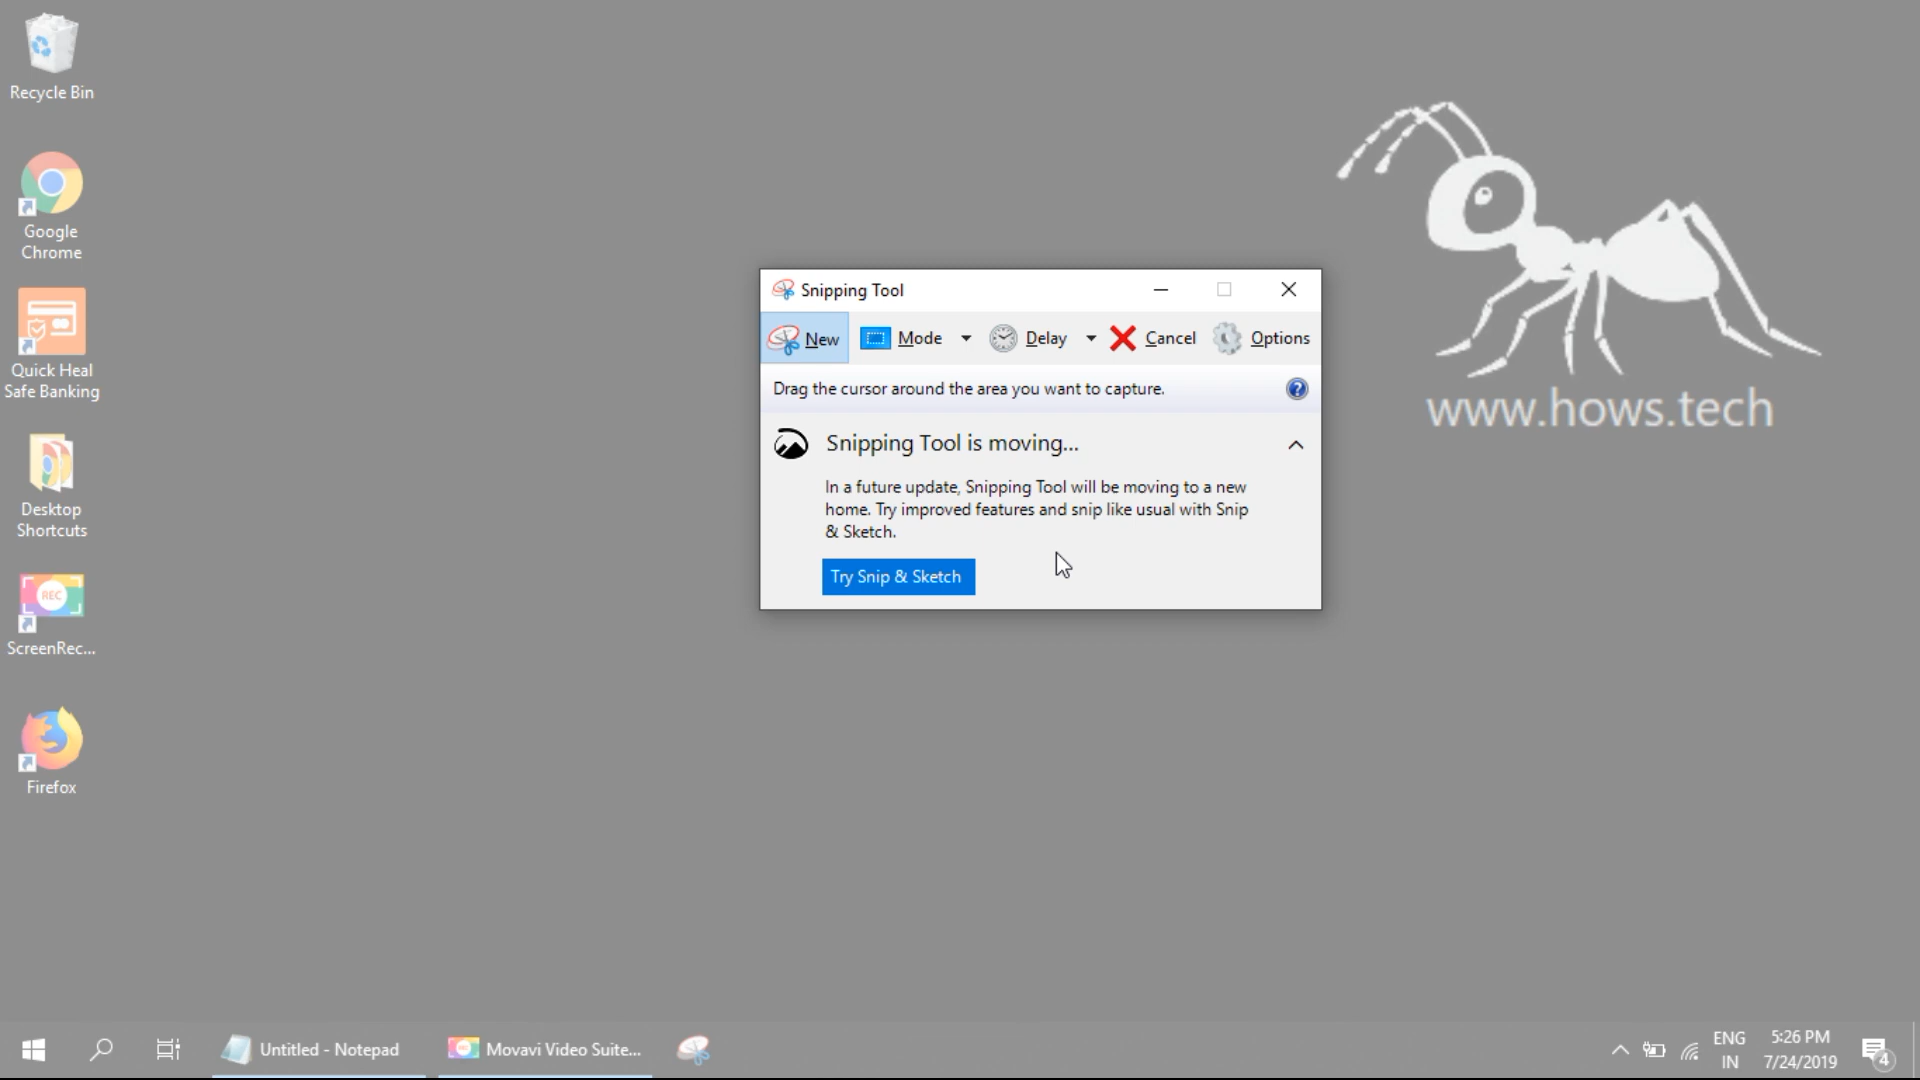 Recycle Bin
Google
Chrome
Quick Heal
Safe Banking
Desktop
Shortcuts
REC
ScreenRec...
Firefox
www.hows.tech
Snipping Tool
New
Mode
Delay
Cancel
Options
Drag the cursor around the area you want to capture.
?
Snipping Tool is moving...
In a future update, Snipping Tool will be moving to a new
home. Try improved features and snip like usual with Snip
& Sketch.
Try Snip & Sketch
Untitled - Notepad
REC
Movavi Video Suite...
ENG
IN
5:26 PM
7/24/2019
4